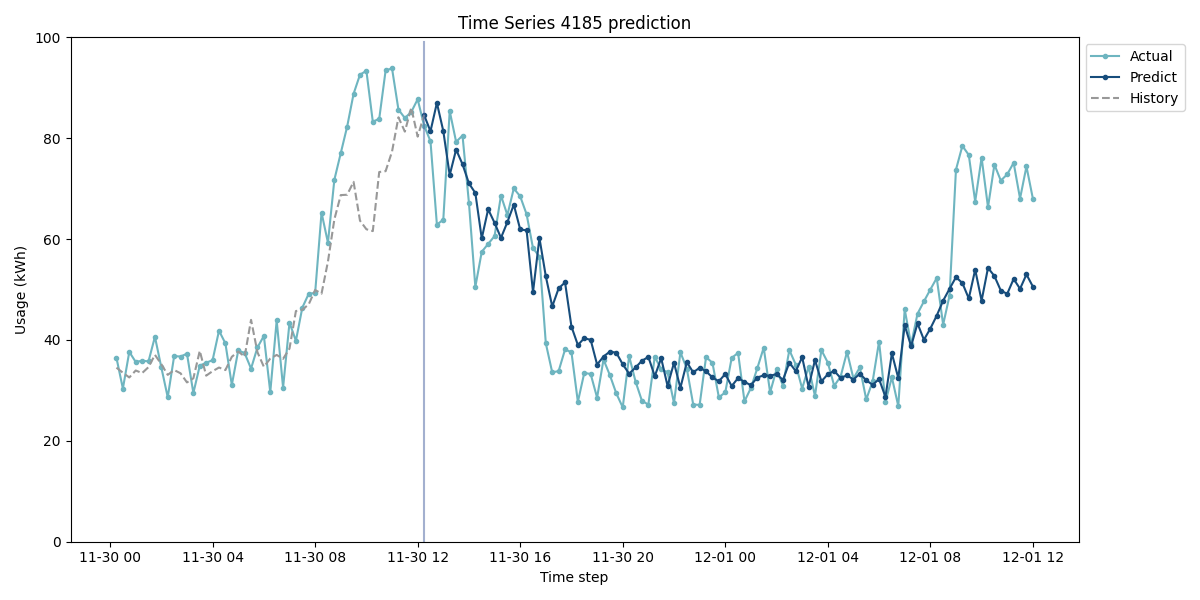 Time Series 4185 prediction
Usage (kWh)
100
80
60
40
20
0
11-30 00
11-30 04
11-30 08
11-30 12
11-30 16
11-30 20
12-01 00
12-01 04
12-01 08
12-01 12
Time step
Actual
Predict
History